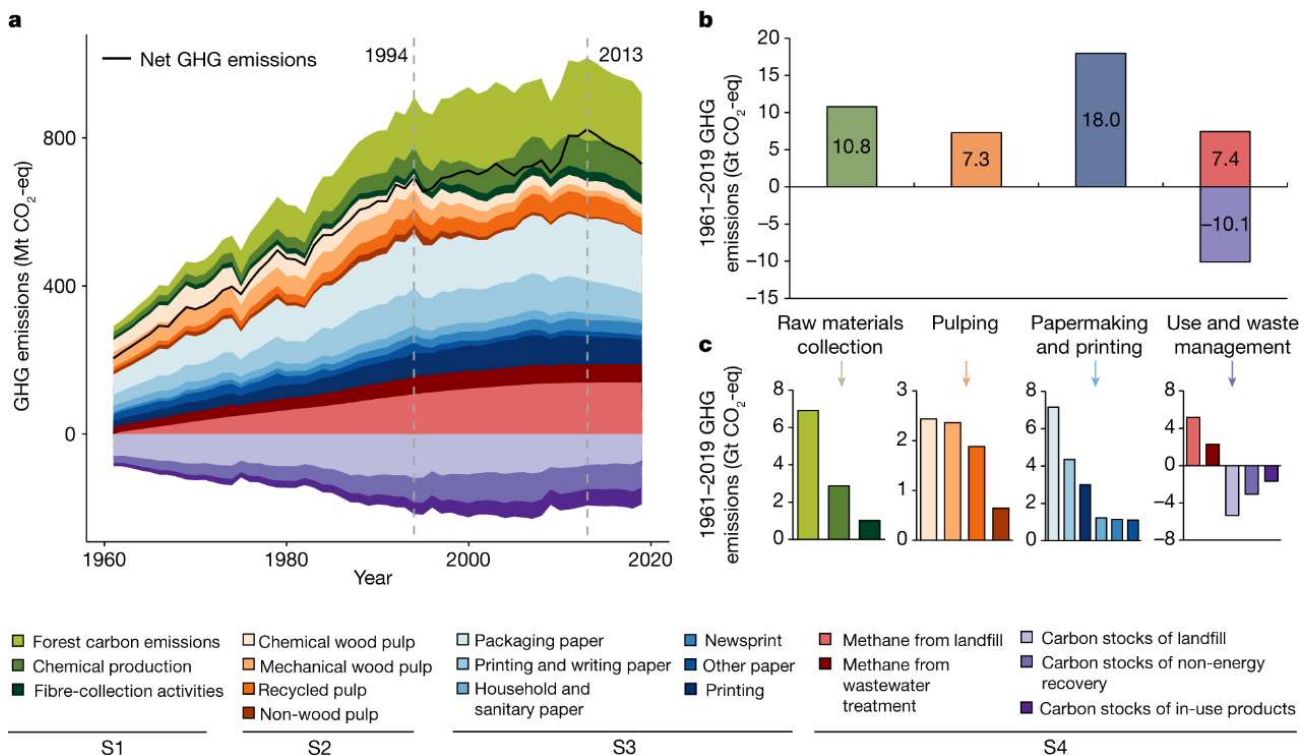 a
Net GHG emissions
1994
2013
GHG emissions (Mt CO₂-eq)
800
400
0
1960
1980
2000
2020
Year
b
1961–2019 GHG
emissions (Gt CO₂-eq)
20
15
10
5
0
−5
−10
−15
10.8
7.3
18.0
7.4
−10.1
Raw materials
collection
Pulping
Papermaking
and printing
Use and waste
management
c
1961–2019 GHG
emissions (Gt CO₂-eq)
8
6
4
2
0
3
2
1
0
8
6
4
2
0
8
4
0
−4
−8
Forest carbon emissions
Chemical production
Fibre-collection activities
S1
Chemical wood pulp
Mechanical wood pulp
Recycled pulp
Non-wood pulp
S2
Packaging paper
Printing and writing paper
Household and
sanitary paper
Newsprint
Other paper
Printing
S3
Methane from landfill
Methane from
wastewater
treatment
Carbon stocks of landfill
Carbon stocks of non-energy
recovery
Carbon stocks of in-use products
S4